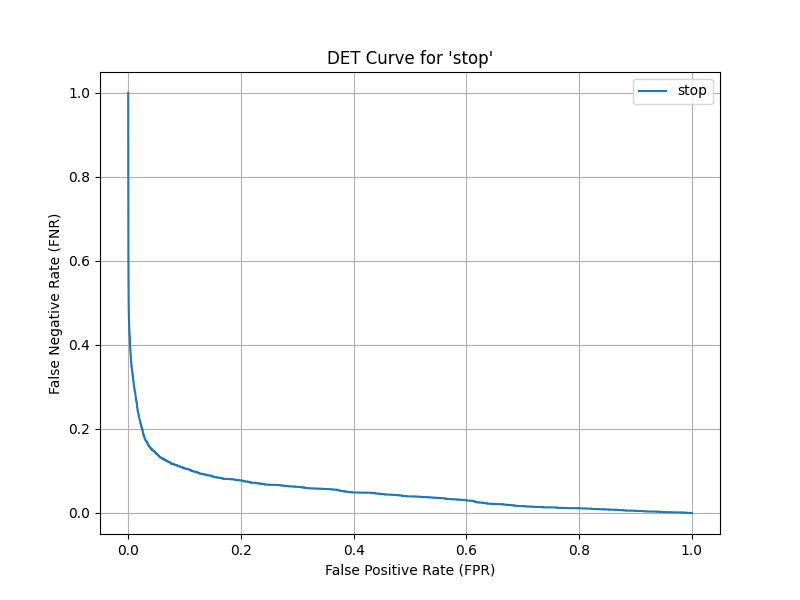 DET Curve for 'stop'
stop
1.0
0.8
0.6
0.4
0.2
0.0
False Negative Rate (FNR)
0.0 0.2 0.4 0.6 0.8 1.0
False Positive Rate (FPR)